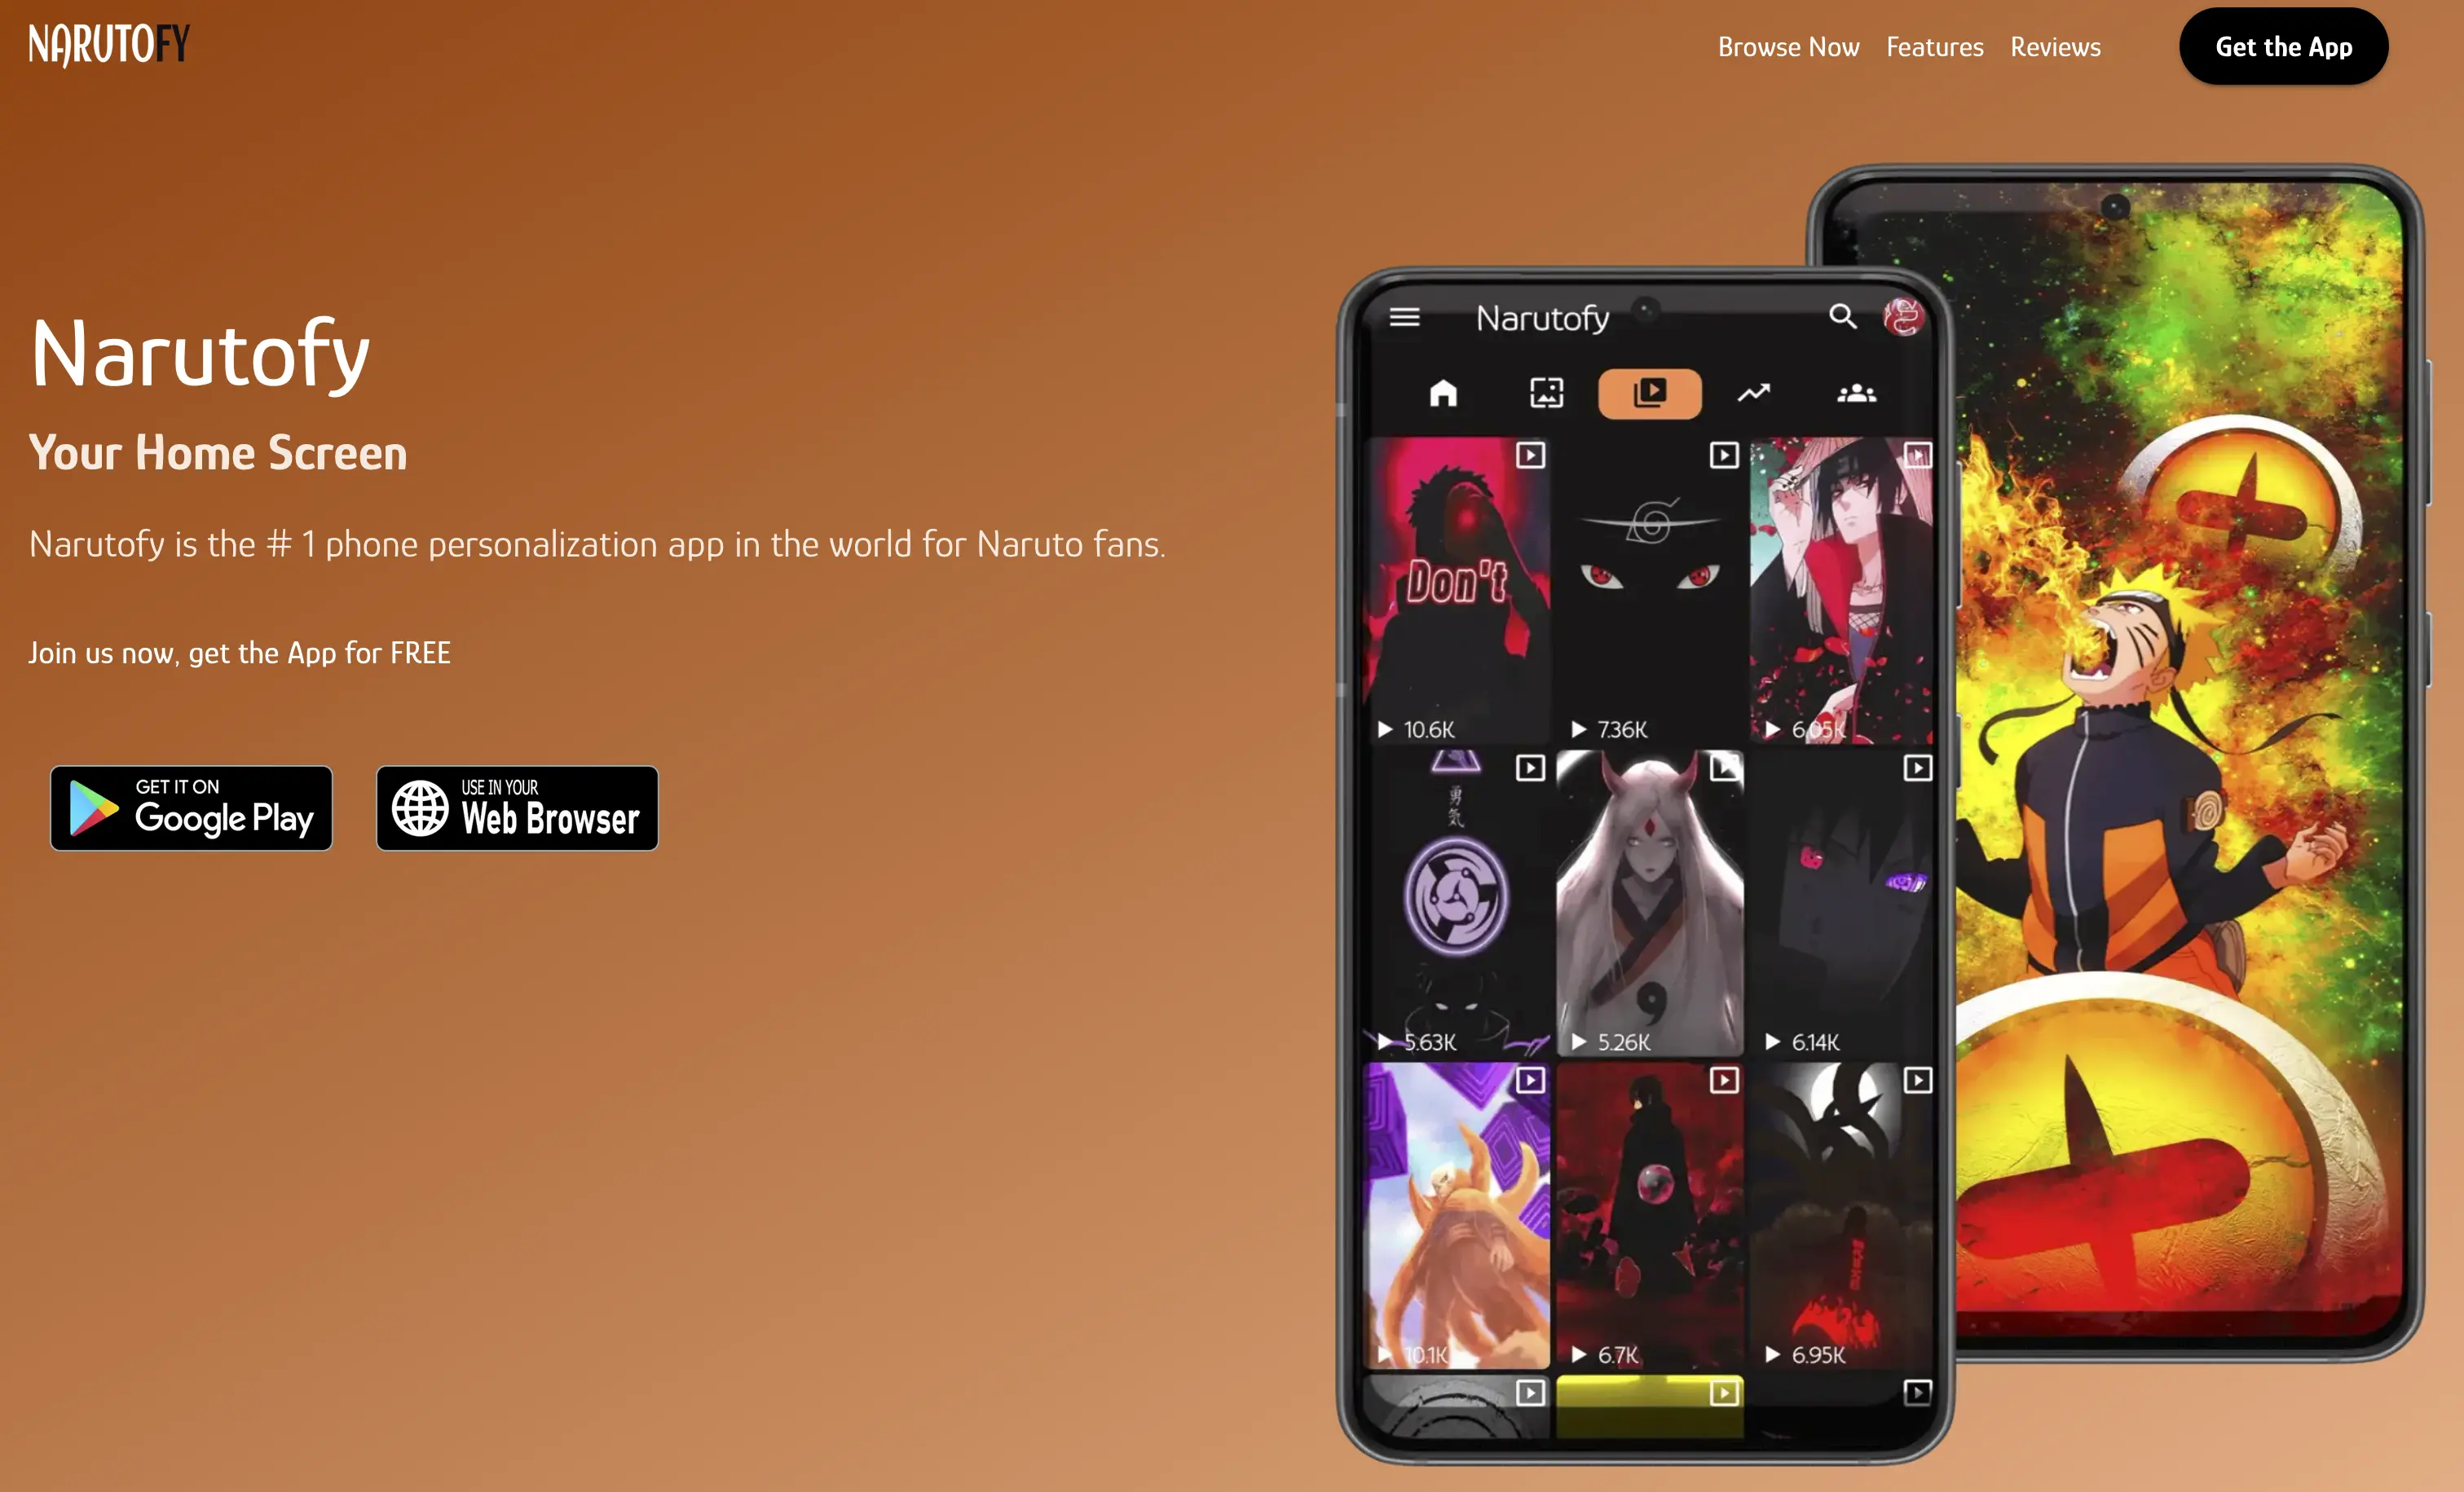 NARUTOFY
Browse Now
Features
Reviews
Get the App
Narutofy
Your Home Screen
Narutofy is the # 1 phone personalization app in the world for Naruto fans.
Join us now, get the App for FREE
GET IT ON
Google Play
USE IN YOUR
Web Browser
Narutofy
Don't
10.6K
7.36K
6.05K
勇
気
5.63K
5.26K
6.14K
10.1K
6.7K
6.95K